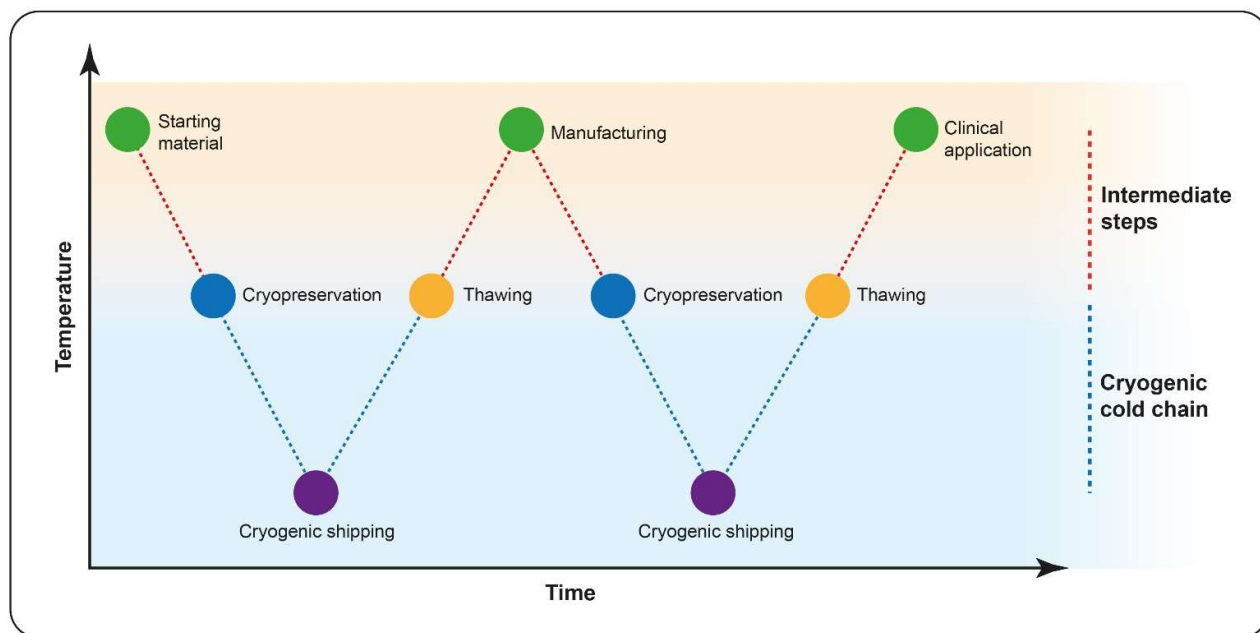 Starting
material
Manufacturing
Clinical
application
Intermediate
steps
Temperature
Cryopreservation
Thawing
Cryopreservation
Thawing
Cryogenic
cold chain
Cryogenic shipping
Cryogenic shipping
Time